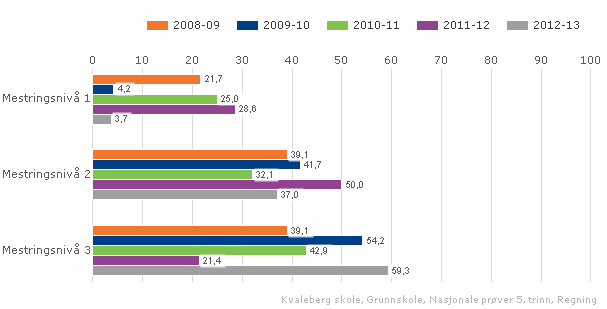 2008-09 2009-10 2010-11 2011-12 2012-13
0 10 20 30 40 50 60 70 80 90 100
Mestringsnivå 1
21,7
4,2
25,0
28,6
3,7
Mestringsnivå 2
39,1
41,7
32,1
50,0
37,0
Mestringsnivå 3
39,1
54,2
42,9
21,4
59,3
Kvaleberg skole, Grunnskole, Nasjonale prøver 5. trinn, Regning